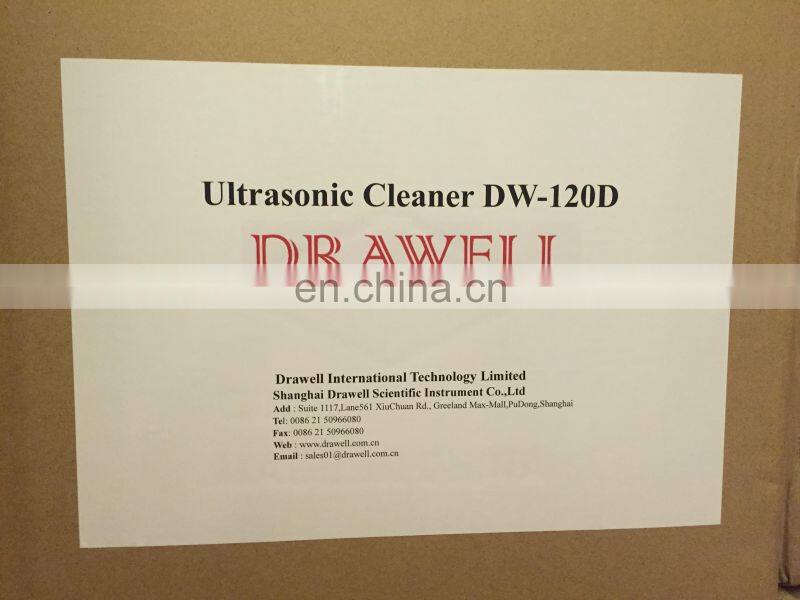 Ultrasonic Cleaner DW-120D
DRAWELL
en.china.cn
Drawell International Technology Limited
Shanghai Drawell Scientific Instrument Co.,Ltd
Add : Suite 1117,Lane561 XiuChuan Rd., Greeland Max-Mall,PuDong,Shanghai
Tel: 0086 21 50966080
Fax: 0086 21 50966080
Web : www.drawell.com.cn
Email : sales01@drawell.com.cn